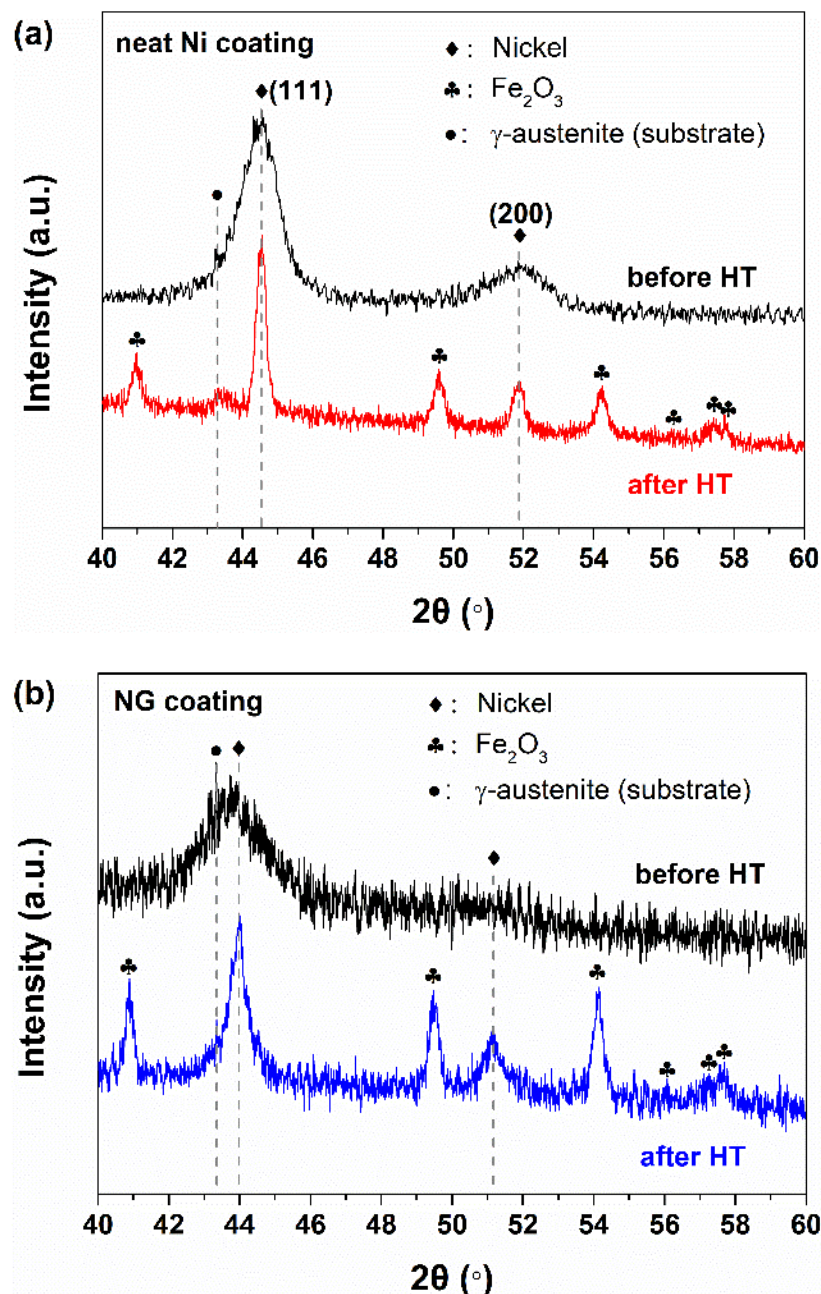 (a)
neat Ni coating
♦ : Nickel
♣ : Fe₂O₃
● : γ-austenite (substrate)
(111)
(200)
before HT
after HT
Intensity (a.u.)
40 42 44 46 48 50 52 54 56 58 60
2θ (°)
(b)
NG coating
♦ : Nickel
♣ : Fe₂O₃
● : γ-austenite (substrate)
before HT
after HT
Intensity (a.u.)
40 42 44 46 48 50 52 54 56 58 60
2θ (°)